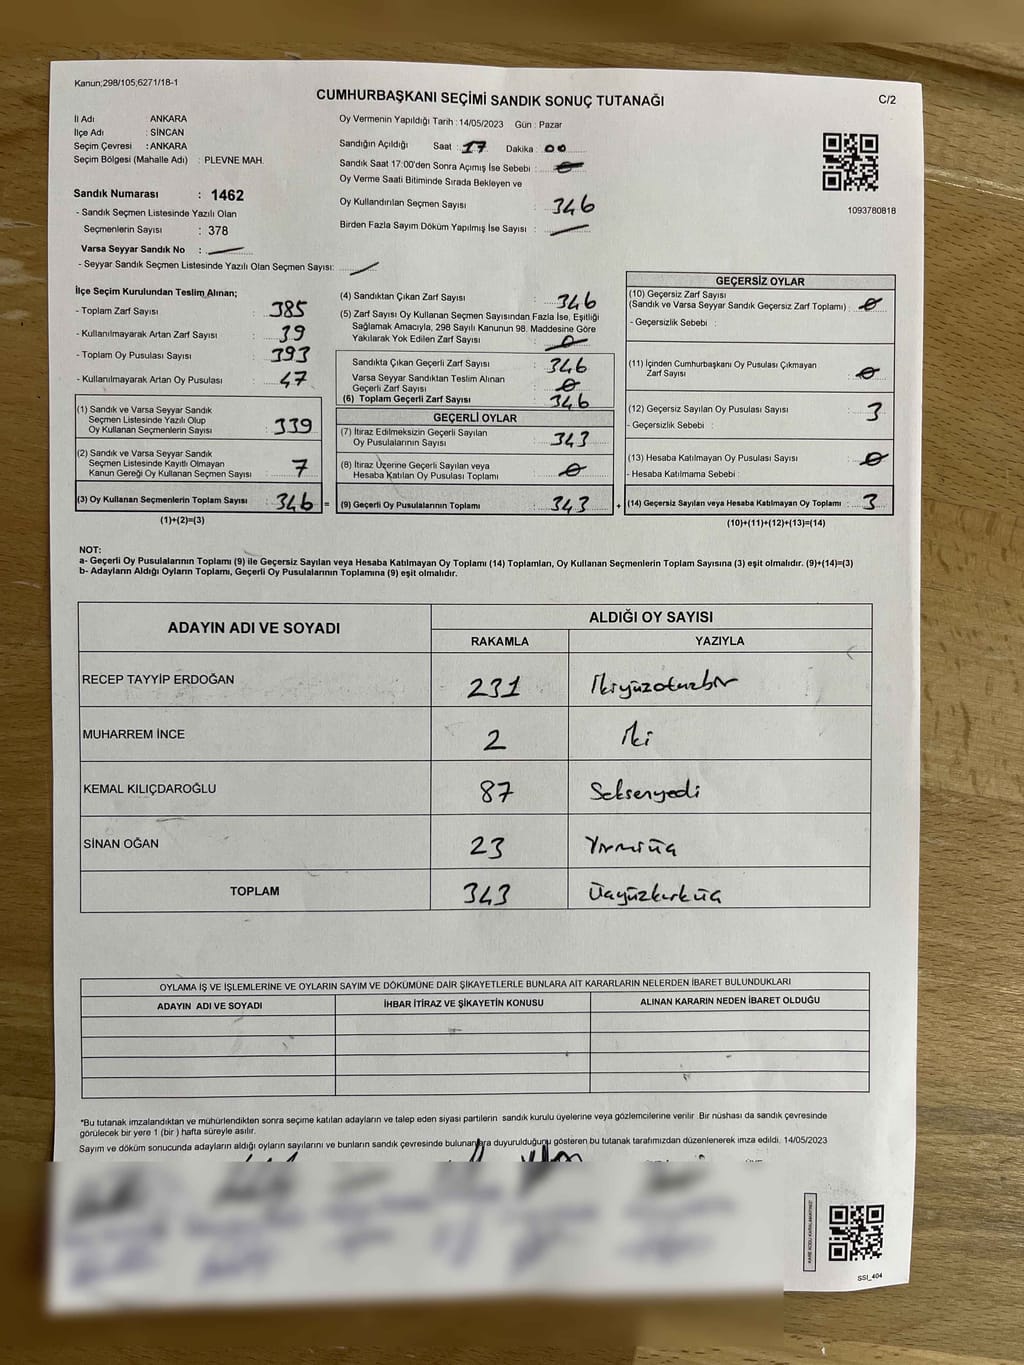 Kanun;298/105;6271/18-1
CUMHURBAŞKANI SEÇİMİ SANDIK SONUÇ TUTANAĞI
C/2
İl Adı : ANKARA
İlçe Adı : SİNCAN
Seçim Çevresi : ANKARA
Seçim Bölgesi (Mahalle Adı) : PLEVNE MAH.
Sandık Numarası : 1462
- Sandık Seçmen Listesinde Yazılı Olan
Seçmenlerin Sayısı : 378
Varsa Seyyar Sandık No :
- Seyyar Sandık Seçmen Listesinde Yazılı Olan Seçmen Sayısı:
Oy Vermenin Yapıldığı Tarih : 14/05/2023 Gün : Pazar
Sandığın Açıldığı Saat : 17 Dakika : 00
Sandık Saat 17:00'den Sonra Açımış İse Sebebi :
Oy Verme Saati Bitiminde Sırada Bekleyen ve
Oy Kullandırılan Seçmen Sayısı : 346
Birden Fazla Sayım Döküm Yapılmış İse Sayısı :
1093780818
İlçe Seçim Kurulundan Teslim Alınan;
- Toplam Zarf Sayısı : 385
- Kullanılmayarak Artan Zarf Sayısı : 39
- Toplam Oy Pusulası Sayısı : 393
- Kullanılmayarak Artan Oy Pusulası : 47
(1) Sandık ve Varsa Seyyar Sandık
Seçmen Listesinde Yazılı Olup
Oy Kullanan Seçmenlerin Sayısı : 339
(2) Sandık ve Varsa Seyyar Sandık
Seçmen Listesinde Kayıtlı Olmayan
Kanun Gereği Oy Kullanan Seçmen Sayısı : 7
(3) Oy Kullanan Seçmenlerin Toplam Sayısı : 346 =
(1)+(2)=(3)
(4) Sandıktan Çıkan Zarf Sayısı : 346
(5) Zarf Sayısı Oy Kullanan Seçmen Sayısından Fazla İse, Eşitliği
Sağlamak Amacıyla, 298 Sayılı Kanunun 98. Maddesine Göre
Yakılarak Yok Edilen Zarf Sayısı : 0
Sandıkta Çıkan Geçerli Zarf Sayısı : 346
Varsa Seyyar Sandıktan Teslim Alınan
Geçerli Zarf Sayısı : 0
(6) Toplam Geçerli Zarf Sayısı : 346
GEÇERLİ OYLAR
(7) İtiraz Edilmeksizin Geçerli Sayılan
Oy Pusulalarının Sayısı : 343
(8) İtiraz Üzerine Geçerli Sayılan veya
Hesaba Katılan Oy Pusulası Toplamı : 0
(9) Geçerli Oy Pusulalarının Toplamı : 343 +
GEÇERSİZ OYLAR
(10) Geçersiz Zarf Sayısı
(Sandık ve Varsa Seyyar Sandık Geçersiz Zarf Toplamı) : 0
- Geçersizlik Sebebi :
(11) İçinden Cumhurbaşkanı Oy Pusulası Çıkmayan
Zarf Sayısı : 0
(12) Geçersiz Sayılan Oy Pusulası Sayısı : 3
- Geçersizlik Sebebi :
(13) Hesaba Katılmayan Oy Pusulası Sayısı : 0
- Hesaba Katılmama Sebebi :
(14) Geçersiz Sayılan veya Hesaba Katılmayan Oy Toplamı : 3
(10)+(11)+(12)+(13)=(14)
NOT:
a- Geçerli Oy Pusulalarının Toplamı (9) ile Geçersiz Sayılan veya Hesaba Katılmayan Oy Toplamı (14) Toplamları, Oy Kullanan Seçmenlerin Toplam Sayısına (3) eşit olmalıdır. (9)+(14)=(3)
b- Adayların Aldığı Oyların Toplamı, Geçerli Oy Pusulalarının Toplamına (9) eşit olmalıdır.
ADAYIN ADI VE SOYADI
ALDIĞI OY SAYISI
RAKAMLA YAZIYLA
RECEP TAYYİP ERDOĞAN 231 İkiyüzotuzbir
MUHARREM İNCE 2 İki
KEMAL KILIÇDAROĞLU 87 Seksenyedi
SİNAN OĞAN 23 Yirmiüç
TOPLAM 343 Üçyüzkırküç
OYLAMA İŞ VE İŞLEMLERİNE VE OYLARIN SAYIM VE DÖKÜMÜNE DAİR ŞİKAYETLERLE BUNLARA AİT KARARLARIN NELERDEN İBARET BULUNDUKLARI
ADAYIN ADI VE SOYADI İHBAR İTİRAZ VE ŞİKAYETİN KONUSU ALINAN KARARIN NEDEN İBARET OLDUĞU
*Bu tutanak imzalandıktan ve mühürlendikten sonra seçime katılan adayların ve talep eden siyasi partilerin sandık kurulu üyelerine veya gözlemcilerine verilir. Bir nüshası da sandık çevresinde
görülecek bir yere 1 (bir ) hafta süreyle asılır.
Sayım ve döküm sonucunda adayların aldığı oyların sayılarını ve bunların sandık çevresinde bulunanlara duyurulduğunu gösteren bu tutanak tarafımızdan düzenlenerek imza edildi. 14/05/2023
SSI_404